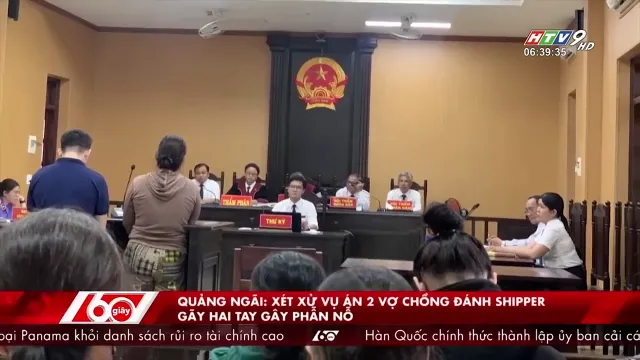 HTV9 HD
06:39:35
THẨM PHÁN
THƯ KÝ
60 giây
QUẢNG NGÃI: XÉT XỬ VỤ ÁN 2 VỢ CHỒNG ĐÁNH SHIPPER
GÃY HAI TAY GÂY PHẪN NỘ
oại Panama khỏi danh sách rủi ro tài chính cao
Hàn Quốc chính thức thành lập ủy ban cải cá